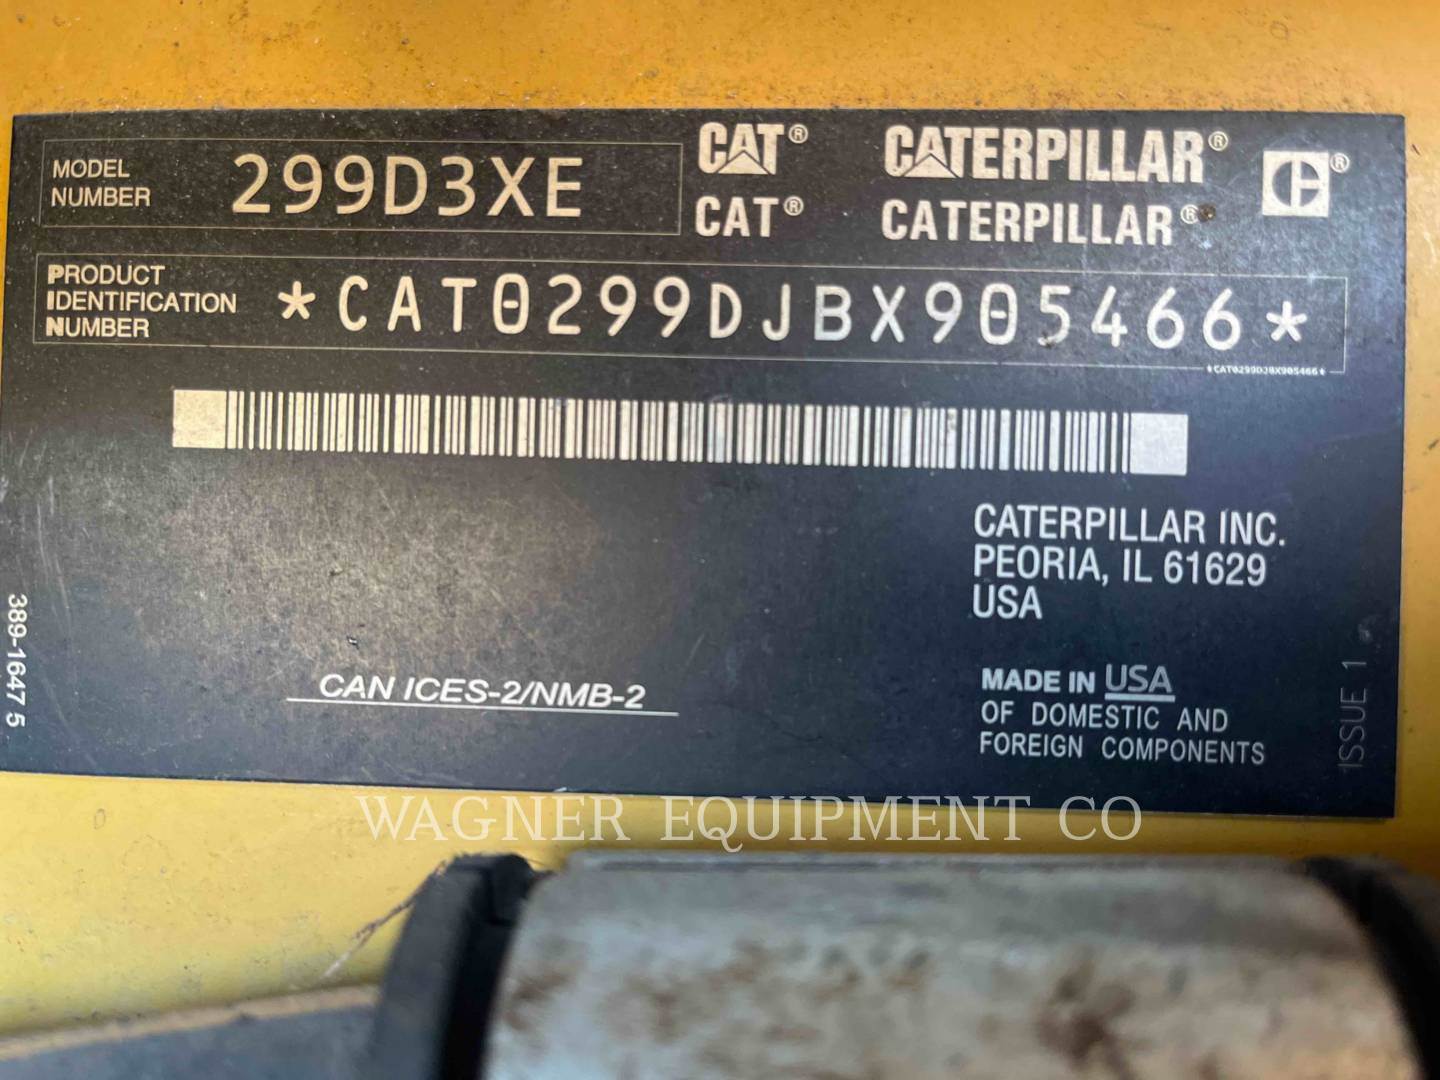 MODEL NUMBER 299D3XE
CAT® CATERPILLAR®
CAT® CATERPILLAR®
PRODUCT IDENTIFICATION NUMBER *CAT0299DJBX905466*
*CAT0299DJBX905466*
CATERPILLAR INC.
PEORIA, IL 61629
USA
CAN ICES-2/NMB-2
MADE IN USA
OF DOMESTIC AND
FOREIGN COMPONENTS
389-1647 5
ISSUE 1
WAGNER EQUIPMENT CO